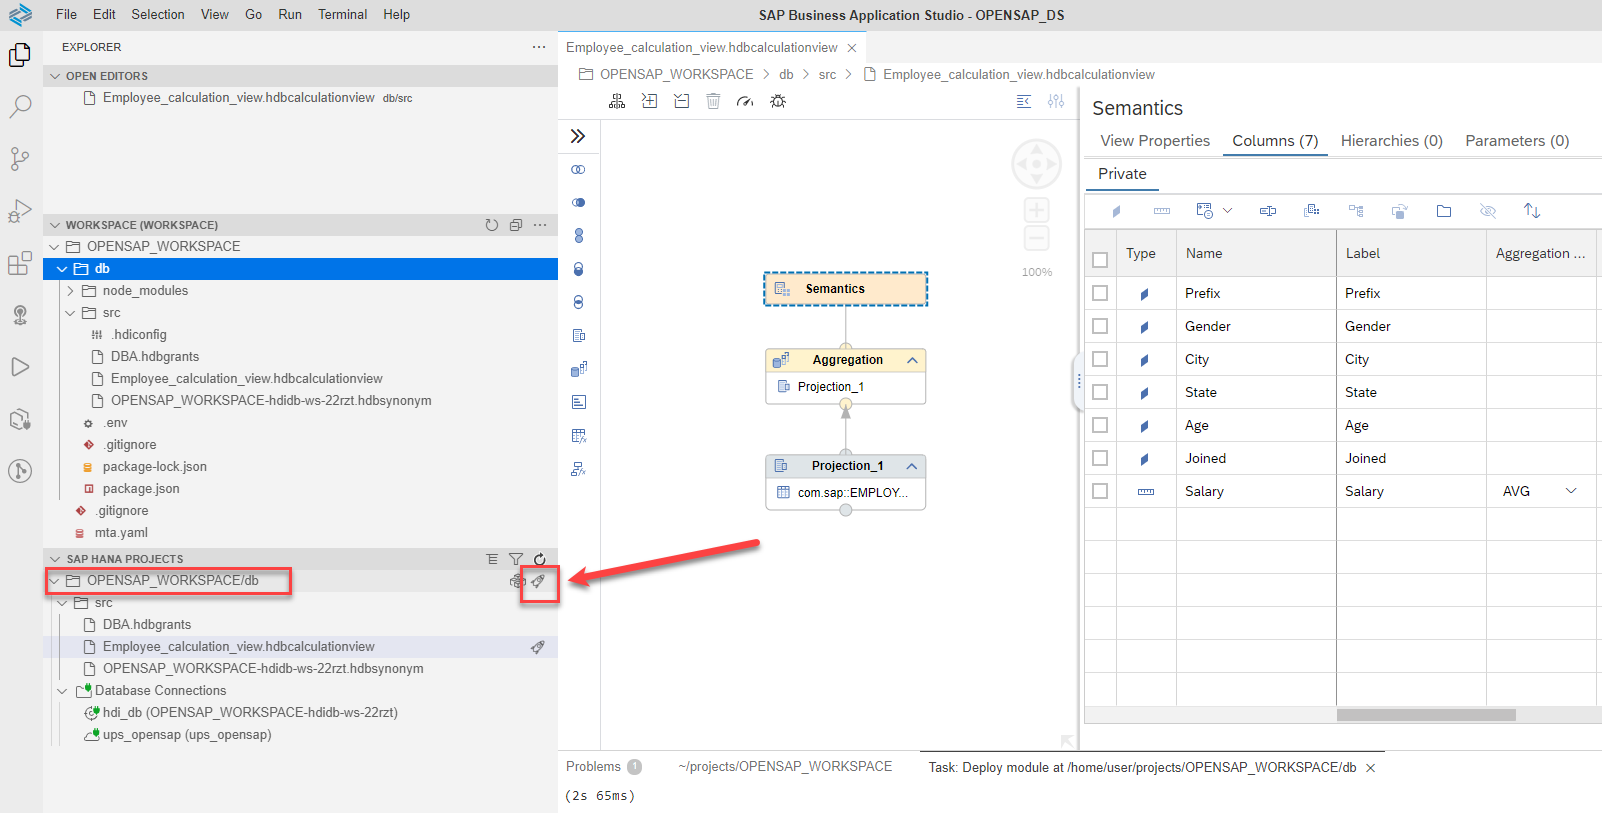 File Edit Selection View Go Run Terminal Help
SAP Business Application Studio - OPENSAP_DS
EXPLORER
OPEN EDITORS
Employee_calculation_view.hdbcalculationview db/src
WORKSPACE (WORKSPACE)
OPENSAP_WORKSPACE
db
node_modules
src
.hdiconfig
DBA.hdbgrants
Employee_calculation_view.hdbcalculationview
OPENSAP_WORKSPACE-hdidb-ws-22rzt.hdbsynonym
.env
.gitignore
package-lock.json
package.json
.gitignore
mta.yaml
SAP HANA PROJECTS
OPENSAP_WORKSPACE/db
src
DBA.hdbgrants
Employee_calculation_view.hdbcalculationview
OPENSAP_WORKSPACE-hdidb-ws-22rzt.hdbsynonym
Database Connections
hdi_db (OPENSAP_WORKSPACE-hdidb-ws-22rzt)
ups_opensap (ups_opensap)
Employee_calculation_view.hdbcalculationview
OPENSAP_WORKSPACE > db > src > Employee_calculation_view.hdbcalculationview
100%
Semantics
Aggregation
Projection_1
Projection_1
com.sap::EMPLOY...
Semantics
View Properties Columns (7) Hierarchies (0) Parameters (0)
Private
Type Name Label Aggregation ...
Prefix Prefix
Gender Gender
City City
State State
Age Age
Joined Joined
Salary Salary AVG
Problems 1 ~/projects/OPENSAP_WORKSPACE Task: Deploy module at /home/user/projects/OPENSAP_WORKSPACE/db
(2s 65ms)